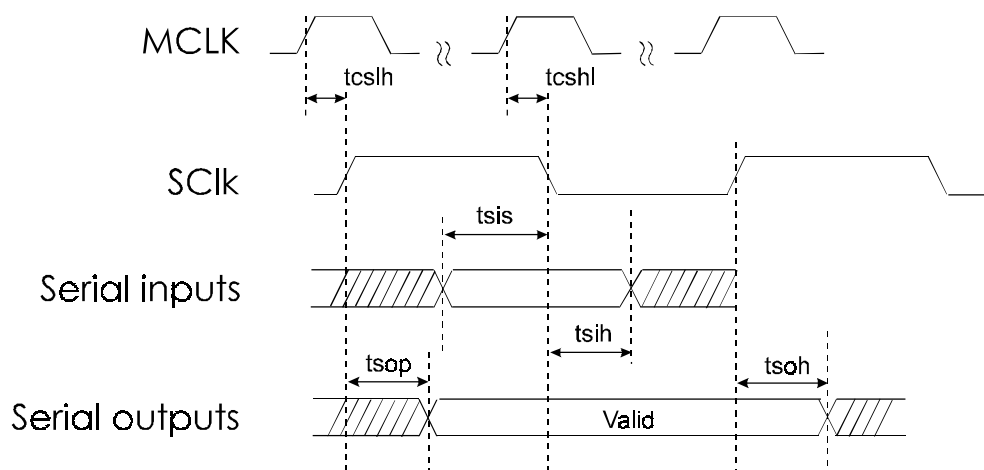 MCLK
tcslh
tcshl
SClk
tsis
Serial inputs
tsih
tsop
tsoh
Serial outputs
Valid